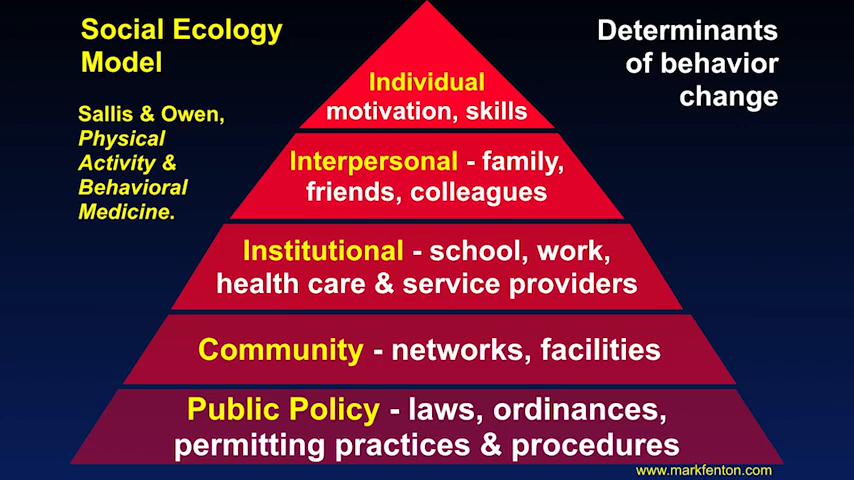 Social Ecology
Model
Sallis & Owen,
Physical
Activity &
Behavioral
Medicine.
Determinants
of behavior
change
Individual
motivation, skills
Interpersonal - family,
friends, colleagues
Institutional - school, work,
health care & service providers
Community - networks, facilities
Public Policy - laws, ordinances,
permitting practices & procedures
www.markfenton.com